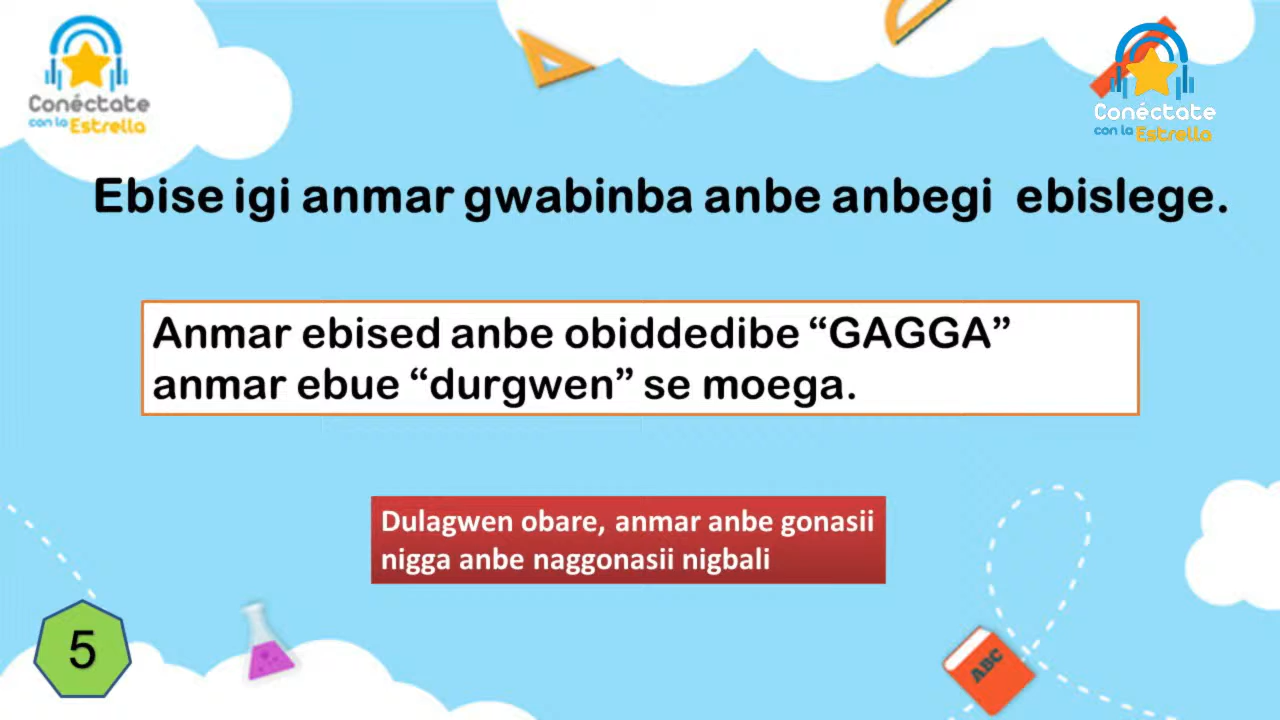 Conéctate
con la Estrella
Conéctate
con la Estrella
Ebise igi anmar gwabinba anbe anbegi ebislege.
Anmar ebised anbe obiddedibe “GAGGA”
anmar ebue “durgwen” se moega.
Dulagwen obare, anmar anbe gonasii
nigga anbe naggonasii nigbali
5
ABC